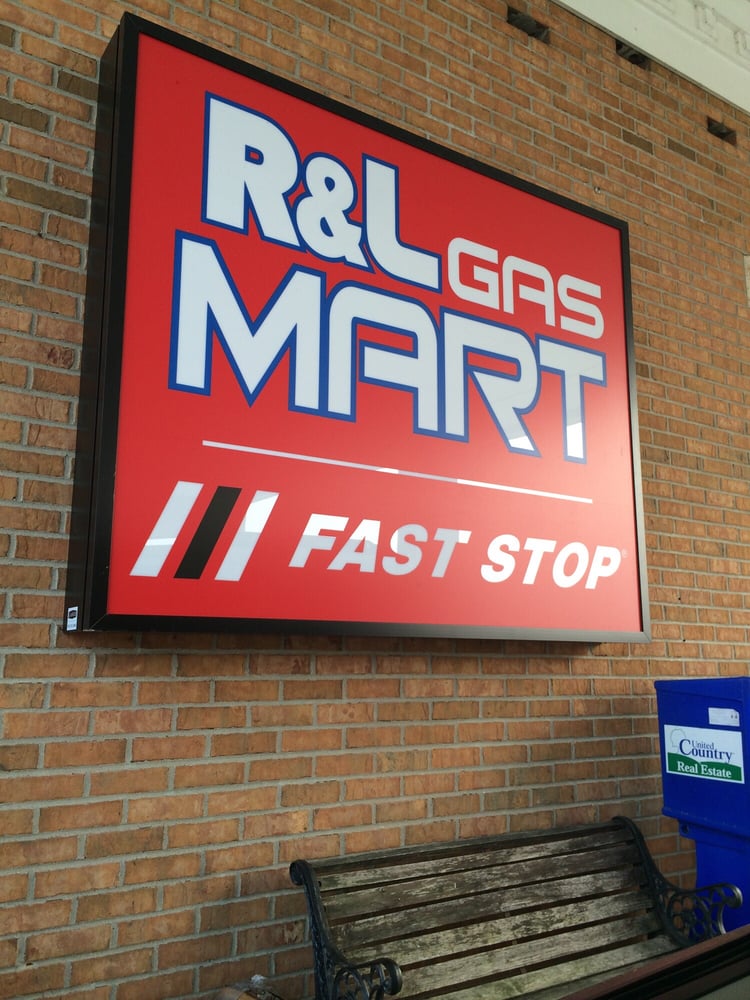 R&L GAS
MART
FAST STOP
United
Country
Real Estate